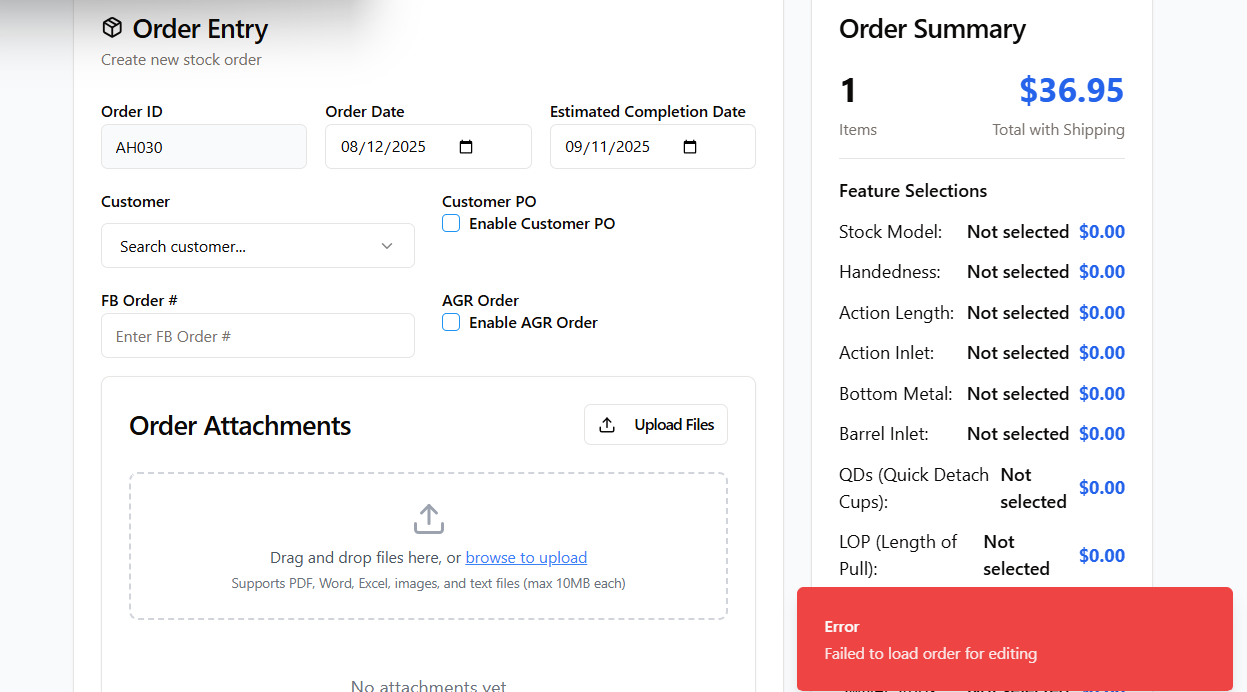 Order Entry
Create new stock order
Order ID
Order Date
Estimated Completion Date
AH030
08/12/2025
09/11/2025
Customer
Customer PO
Search customer...
Enable Customer PO
FB Order #
AGR Order
Enter FB Order #
Enable AGR Order
Order Attachments
Upload Files
Drag and drop files here, or browse to upload
Supports PDF, Word, Excel, images, and text files (max 10MB each)
No attachments yet
Order Summary
1
$36.95
Items
Total with Shipping
Feature Selections
Stock Model: Not selected $0.00
Handedness: Not selected $0.00
Action Length: Not selected $0.00
Action Inlet: Not selected $0.00
Bottom Metal: Not selected $0.00
Barrel Inlet: Not selected $0.00
QDs (Quick Detach Not
Cups): selected $0.00
LOP (Length of Not
Pull): selected $0.00
Error
Failed to load order for editing